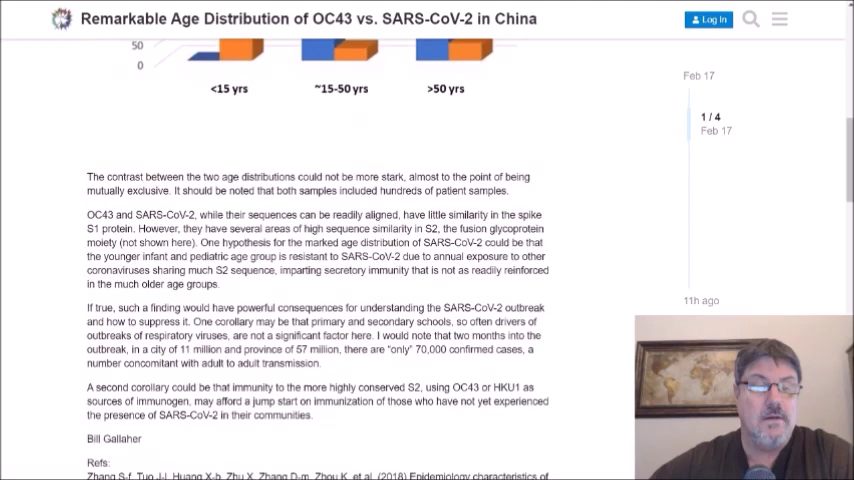 Remarkable Age Distribution of OC43 vs. SARS-CoV-2 in China
Log In
50
0
<15 yrs
~15-50 yrs
>50 yrs
Feb 17
1 / 4
Feb 17
The contrast between the two age distributions could not be more stark, almost to the point of being
mutually exclusive. It should be noted that both samples included hundreds of patient samples.
OC43 and SARS-CoV-2, while their sequences can be readily aligned, have little similarity in the spike
S1 protein. However, they have several areas of high sequence similarity in S2, the fusion glycoprotein
moiety (not shown here). One hypothesis for the marked age distribution of SARS-CoV-2 could be that
the younger infant and pediatric age group is resistant to SARS-CoV-2 due to annual exposure to other
coronaviruses sharing much S2 sequence, imparting secretory immunity that is not as readily reinforced
in the much older age groups.
11h ago
If true, such a finding would have powerful consequences for understanding the SARS-CoV-2 outbreak
and how to suppress it. One corollary may be that primary and secondary schools, so often drivers of
outbreaks of respiratory viruses, are not a significant factor here. I would note that two months into the
outbreak, in a city of 11 million and province of 57 million, there are "only" 70,000 confirmed cases, a
number concomitant with adult to adult transmission.
A second corollary could be that immunity to the more highly conserved S2, using OC43 or HKU1 as
sources of immunogen, may afford a jump start on immunization of those who have not yet experienced
the presence of SARS-CoV-2 in their communities.
Bill Gallaher
Refs:
Zhang S-f, Tuo J-l, Huang X-b, Zhu X, Zhang D-m, Zhou K, et al. (2018) Epidemiology characteristics of